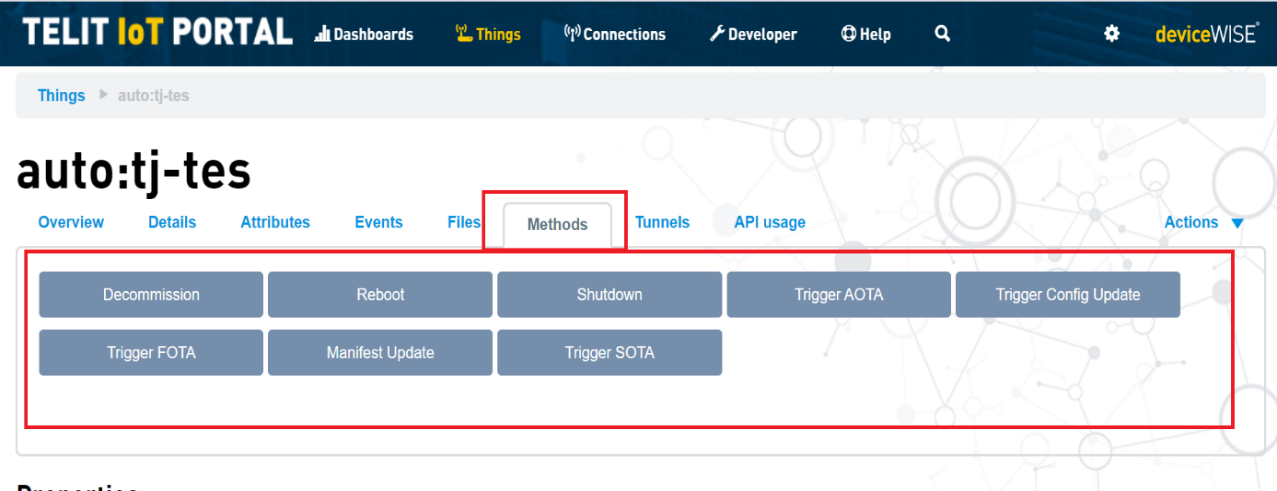 TELIT IoT PORTAL Dashboards Things Connections Developer Help deviceWISE®
Things auto:tj-tes
auto:tj-tes
Overview Details Attributes Events Files Methods Tunnels API usage Actions
Decommission Reboot Shutdown Trigger AOTA Trigger Config Update
Trigger FOTA Manifest Update Trigger SOTA